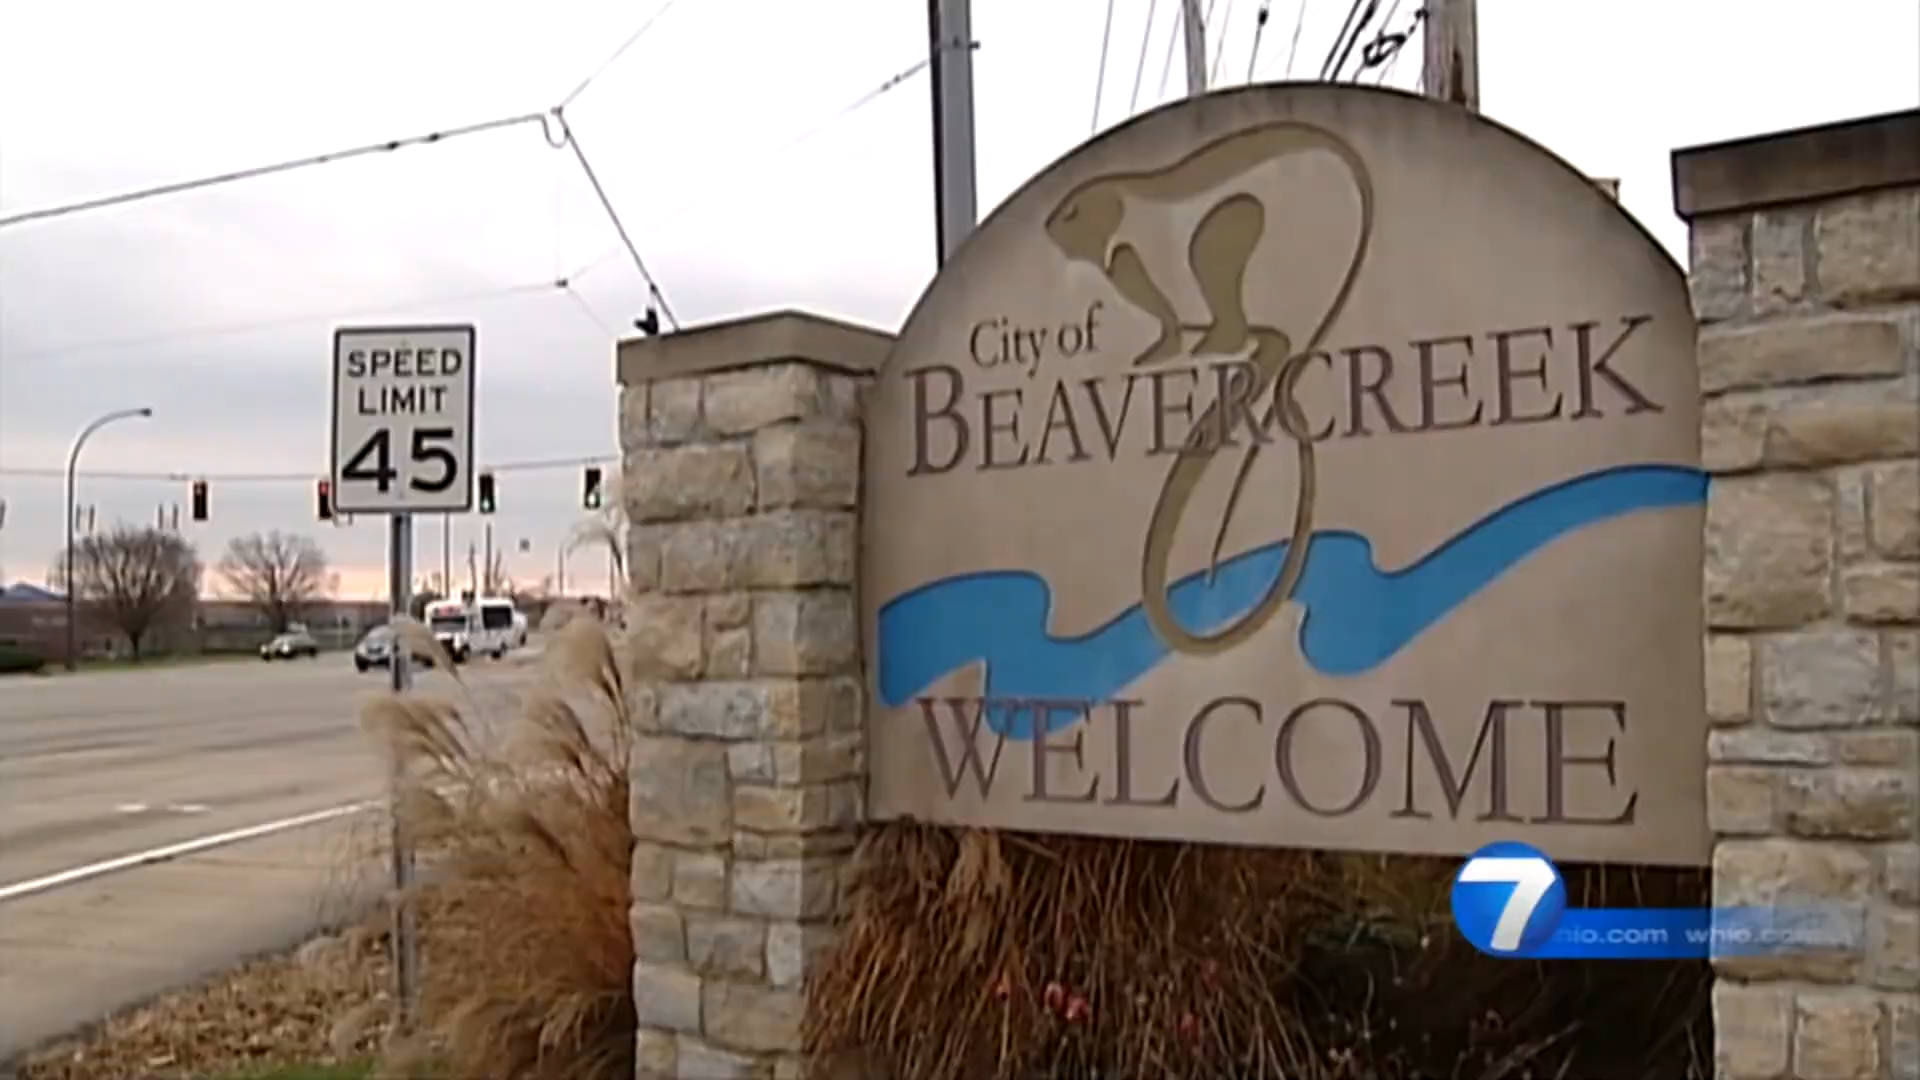 SPEED
LIMIT
45
City of
BEAVERCREEK
WELCOME
7
whio.com